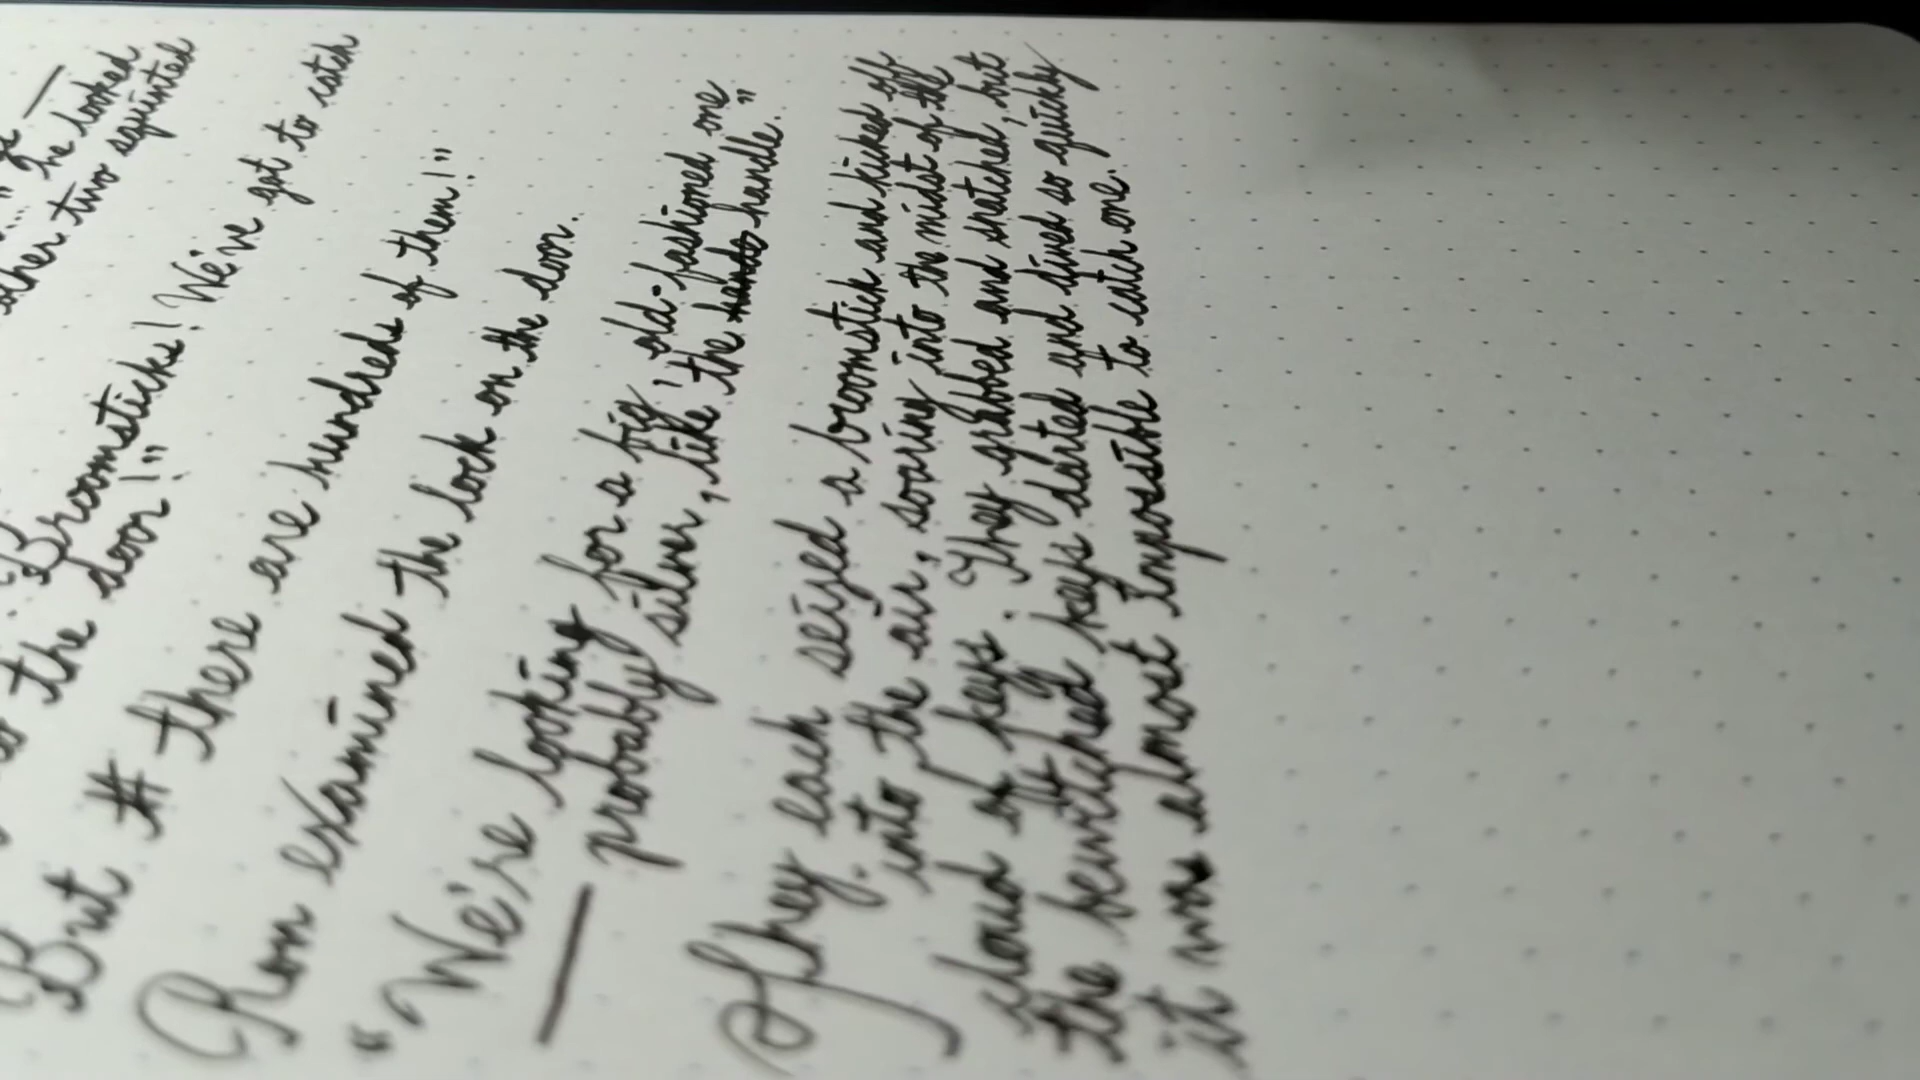 he looked
other two squinted
Broomsticks! We've got to catch
to the door!"
But # there are hundreds of them!"
Ron examined the lock on the door.
"We're looking for a big, old-fashioned one
— probably silver, like the hands handle."
They each seized a broomstick and kicked off
into the air, soaring into the midst of the
cloud of keys. They grabbed and snatched, but
the bewitched keys darted and dived so quickly
it was almost impossible to catch one.